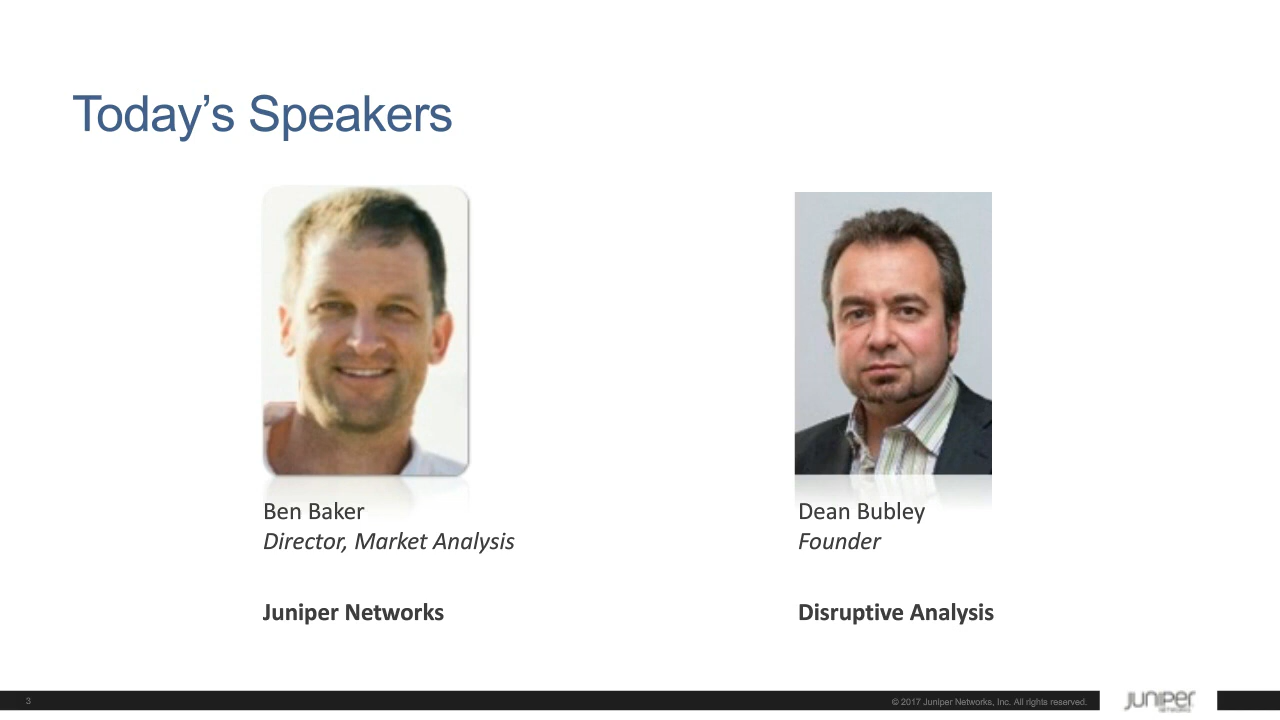 Today’s Speakers
Ben Baker
Director, Market Analysis
Juniper Networks
Dean Bubley
Founder
Disruptive Analysis
3
© 2017 Juniper Networks, Inc. All rights reserved.
JUNIPER
NETWORKS